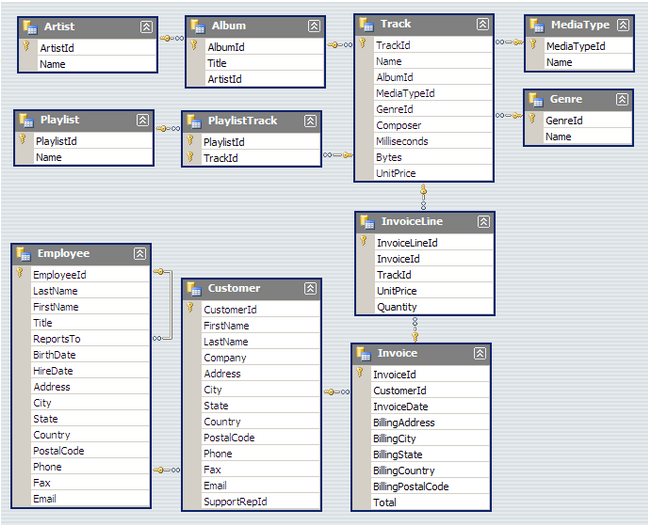 Artist
ArtistId
Name
Album
AlbumId
Title
ArtistId
Track
TrackId
Name
AlbumId
MediaTypeId
GenreId
Composer
Milliseconds
Bytes
UnitPrice
MediaType
MediaTypeId
Name
Genre
GenreId
Name
Playlist
PlaylistId
Name
PlaylistTrack
PlaylistId
TrackId
InvoiceLine
InvoiceLineId
InvoiceId
TrackId
UnitPrice
Quantity
Employee
EmployeeId
LastName
FirstName
Title
ReportsTo
BirthDate
HireDate
Address
City
State
Country
PostalCode
Phone
Fax
Email
Customer
CustomerId
FirstName
LastName
Company
Address
City
State
Country
PostalCode
Phone
Fax
Email
SupportRepId
Invoice
InvoiceId
CustomerId
InvoiceDate
BillingAddress
BillingCity
BillingState
BillingCountry
BillingPostalCode
Total